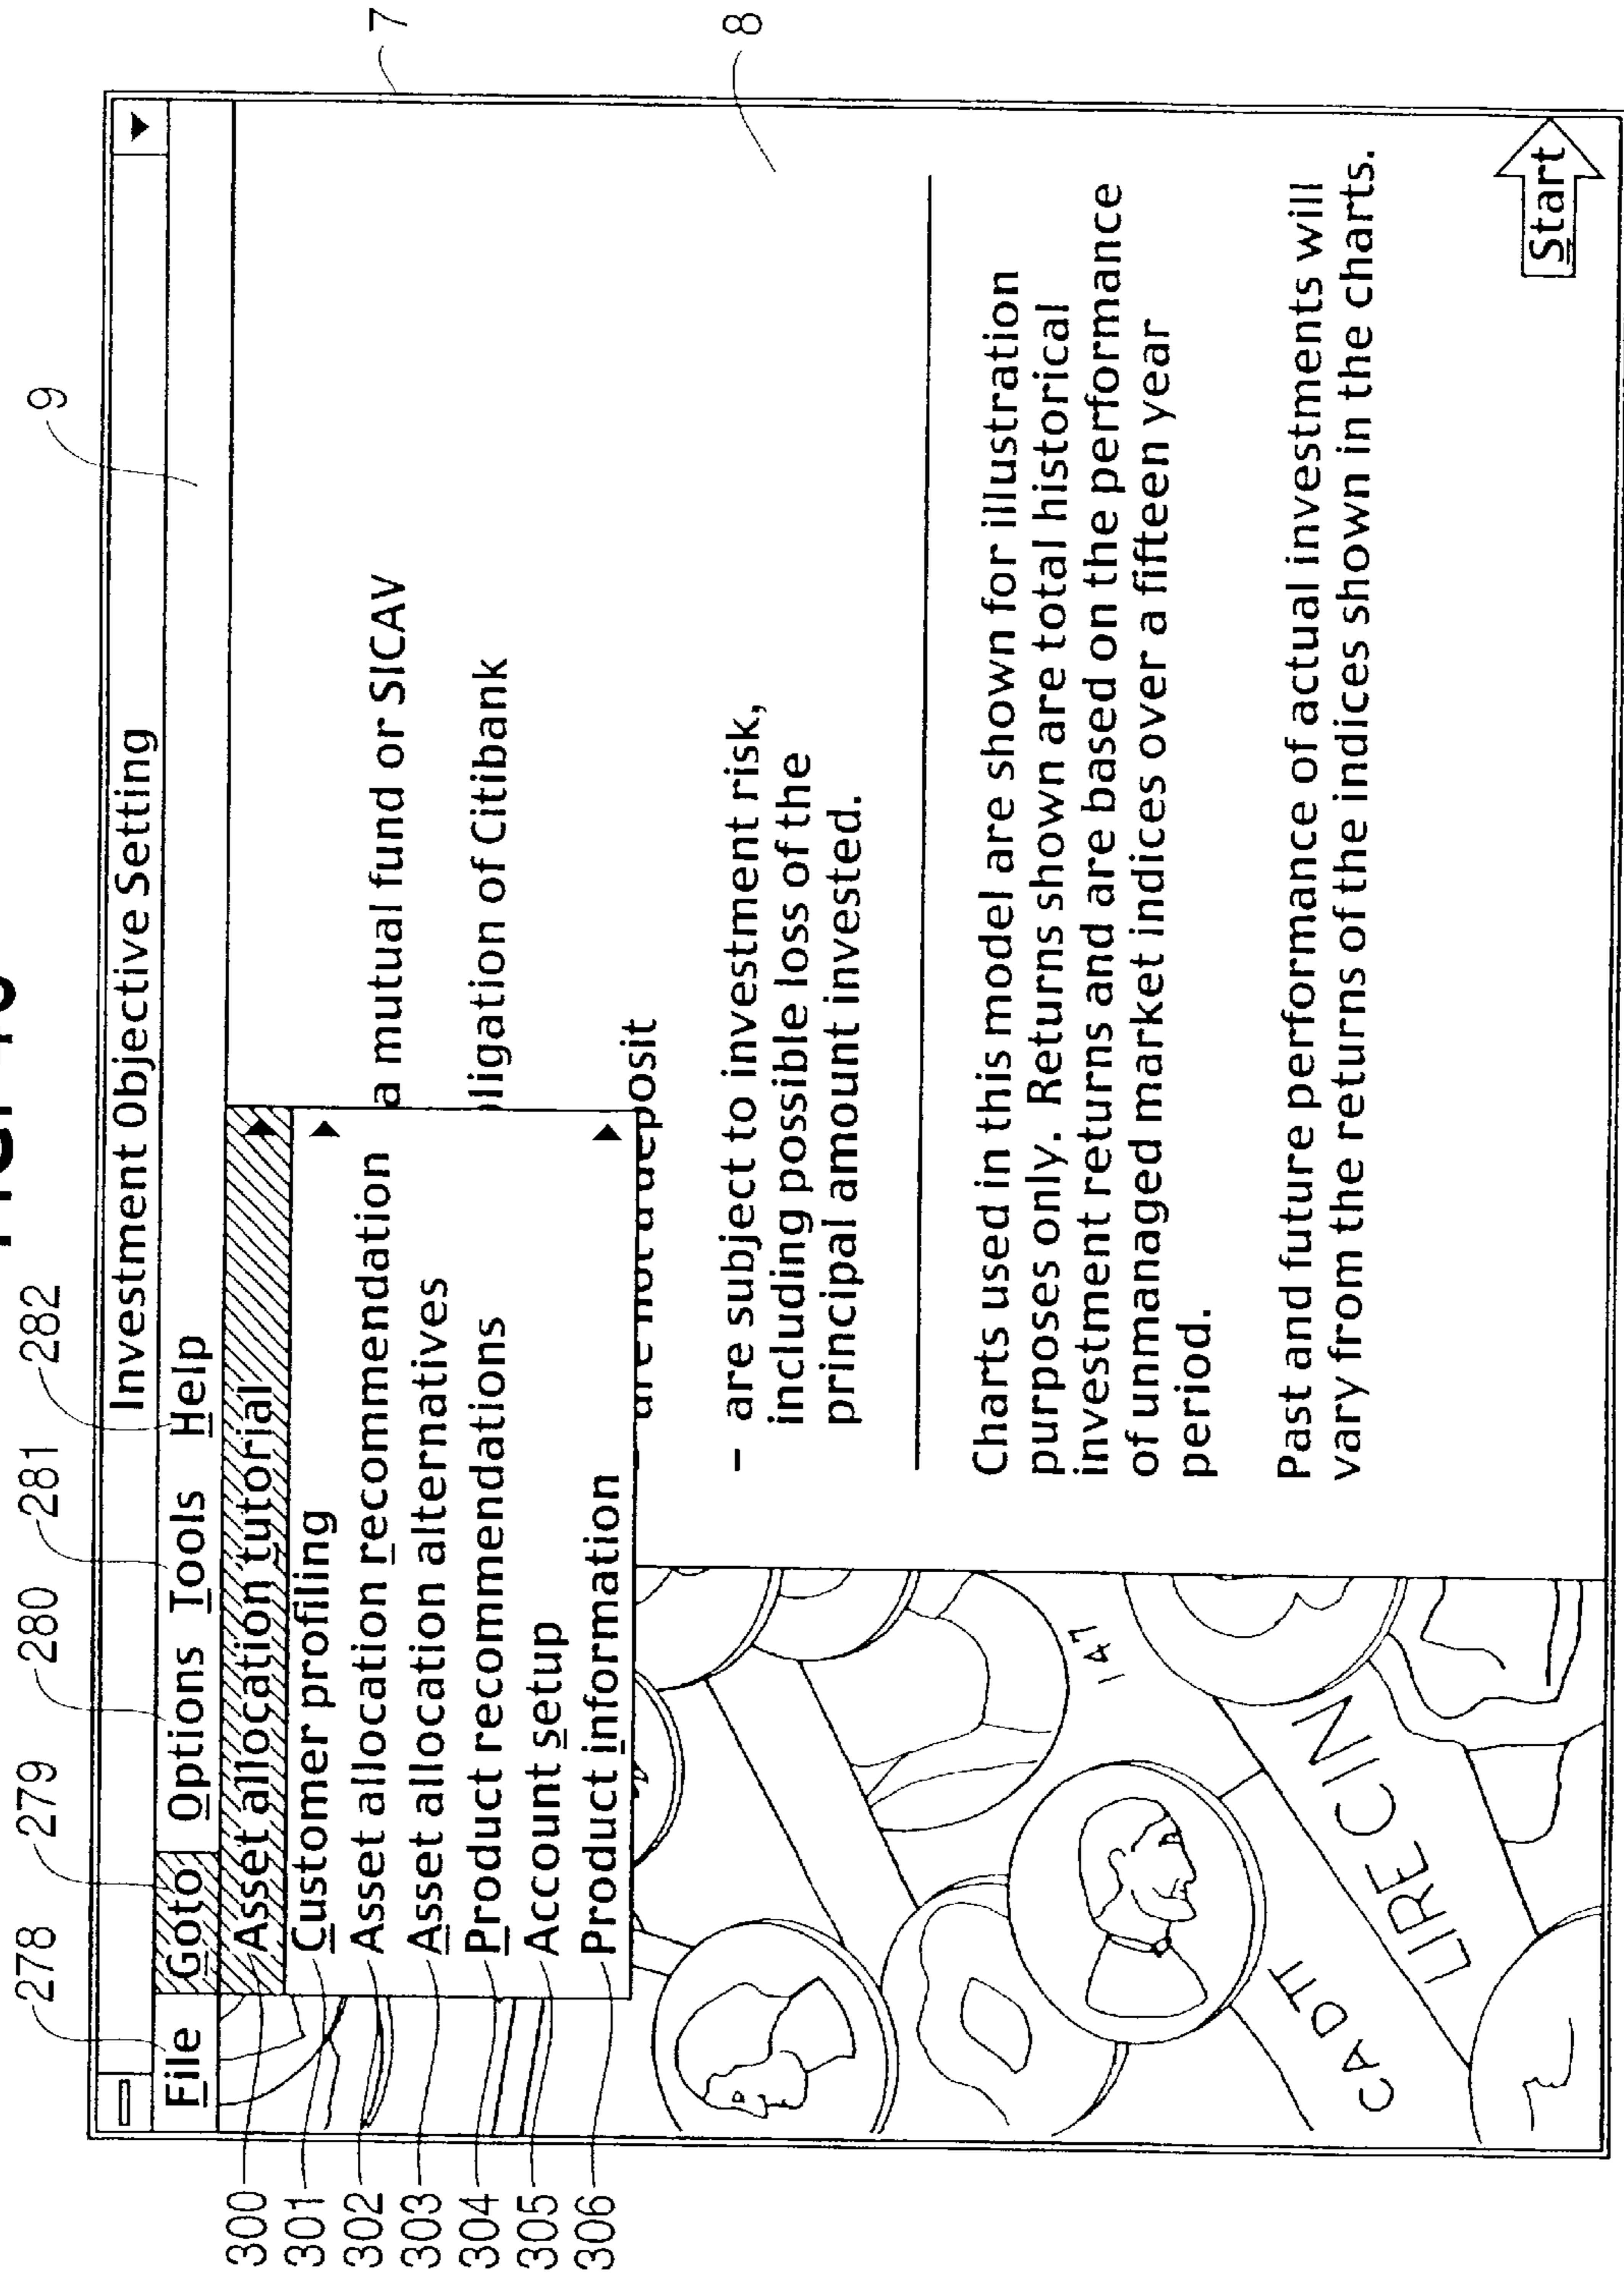 7
8
9
Investment Objective Setting
278 279 280 281 282
File Goto Options Tools Help
300 Asset allocation tutorial
301 Customer profiling
302 Asset allocation recommendation
303 Asset allocation alternatives
304 Product recommendations
305 Account setup
306 Product information
a mutual fund or SICAV
ligation of Citibank
are not a deposit
– are subject to investment risk,
including possible loss of the
principal amount invested.
Charts used in this model are shown for illustration
purposes only. Returns shown are total historical
investment returns and are based on the performance
of unmanaged market indices over a fifteen year
period.
Past and future performance of actual investments will
vary from the returns of the indices shown in the charts.
Start
147
CADTI
LIRE CIN